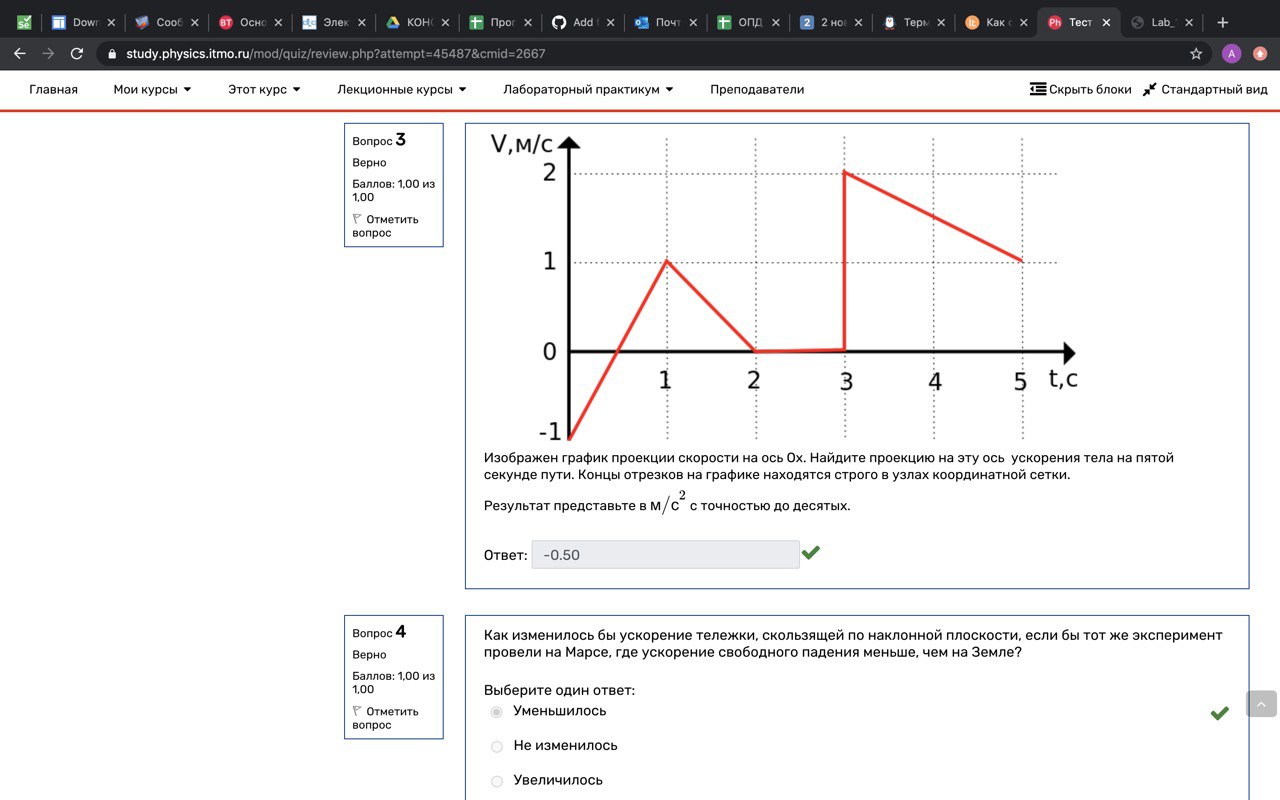 Dowr
Сооб
BT Осно
Элек
КОНС
Прог
Add f
Почт
ОПД
2 2 нов
Терм
Как с
Ph Тест
Lab_
study.physics.itmo.ru/mod/quiz/review.php?attempt=45487&cmid=2667
A
Главная Мои курсы Этот курс Лекционные курсы Лабораторный практикум Преподаватели Скрыть блоки Стандартный вид
Вопрос 3
Верно
Баллов: 1,00 из
1,00
Отметить
вопрос
V,м/с
2
1
0
-1
1 2 3 4 5 t,с
Изображен график проекции скорости на ось Ox. Найдите проекцию на эту ось ускорения тела на пятой
секунде пути. Концы отрезков на графике находятся строго в узлах координатной сетки.
Результат представьте в м/с² с точностью до десятых.
Ответ: -0.50
Вопрос 4
Верно
Баллов: 1,00 из
1,00
Отметить
вопрос
Как изменилось бы ускорение тележки, скользящей по наклонной плоскости, если бы тот же эксперимент
провели на Марсе, где ускорение свободного падения меньше, чем на Земле?
Выберите один ответ:
Уменьшилось
Не изменилось
Увеличилось